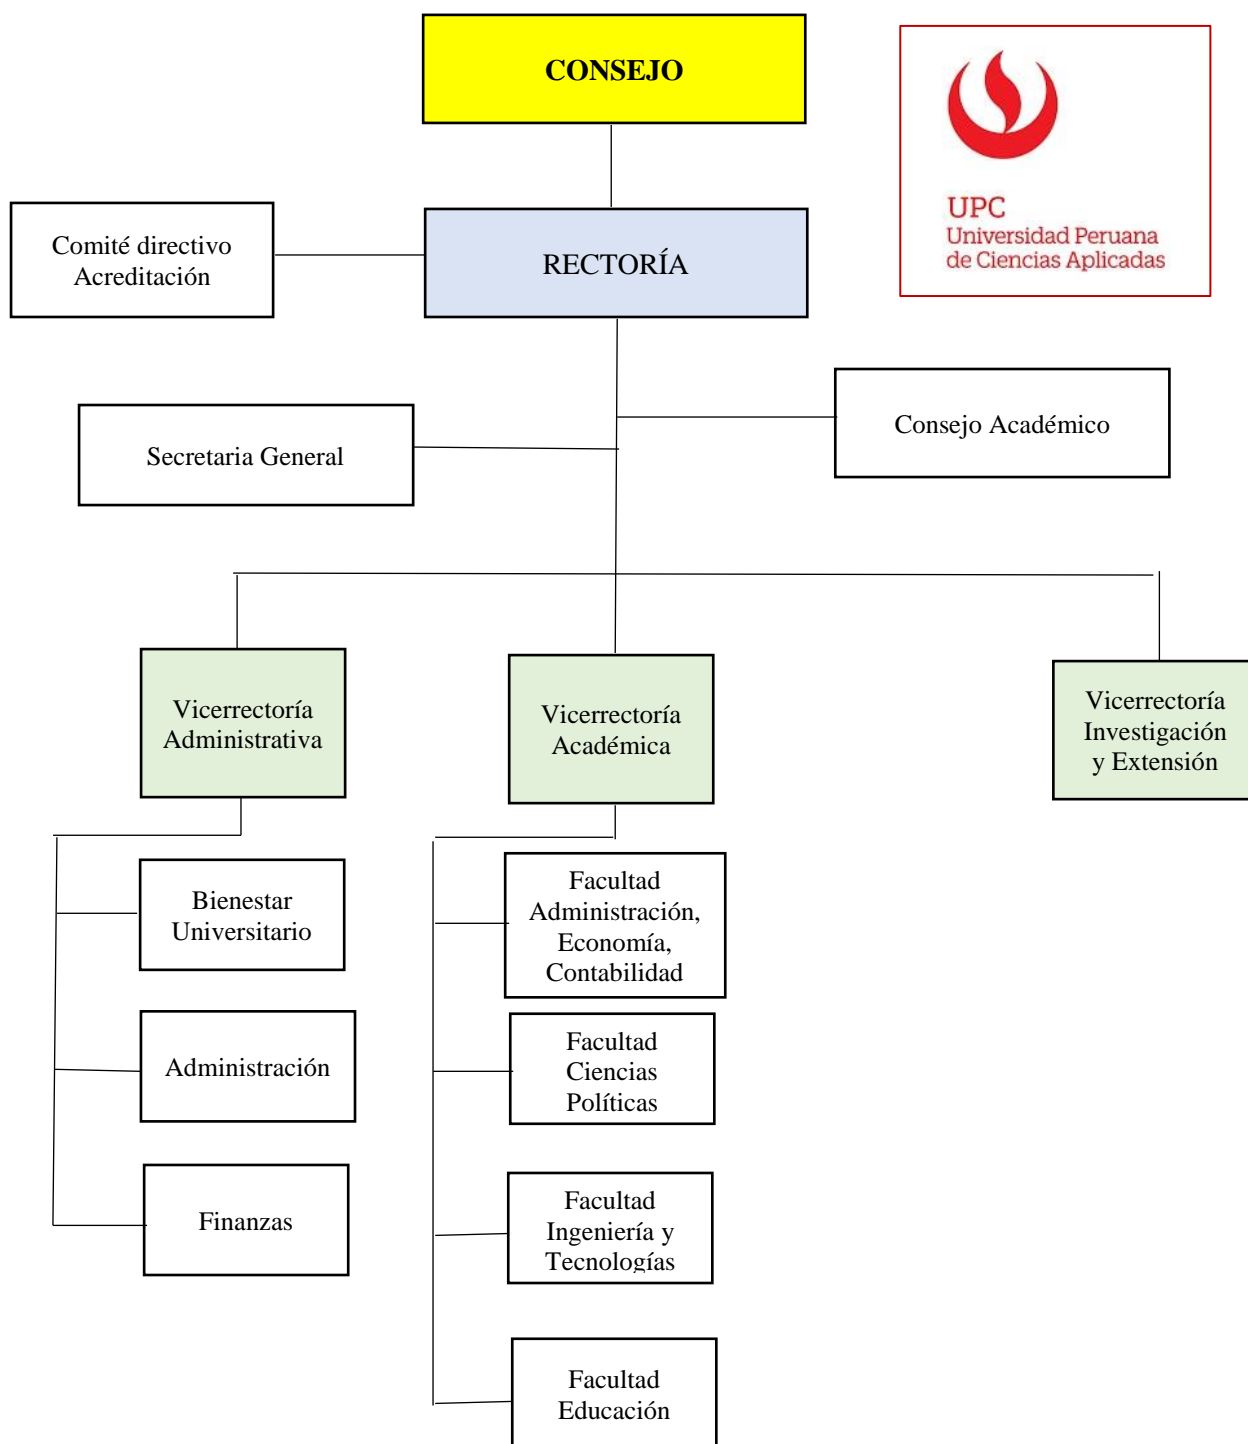 CONSEJO
UPC
Universidad Peruana
de Ciencias Aplicadas
Comité directivo
Acreditación
RECTORÍA
Consejo Académico
Secretaria General
Vicerrectoría
Administrativa
Vicerrectoría
Académica
Vicerrectoría
Investigación
y Extensión
Bienestar
Universitario
Administración
Finanzas
Facultad
Administración,
Economía,
Contabilidad
Facultad
Ciencias
Políticas
Facultad
Ingeniería y
Tecnologías
Facultad
Educación